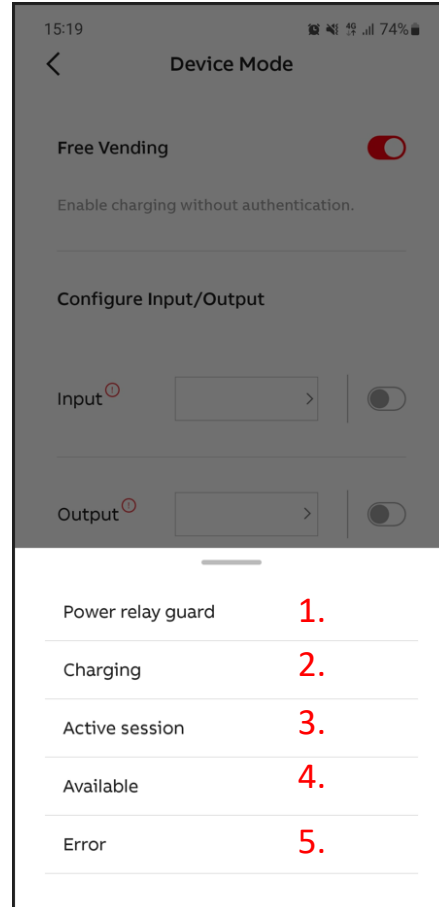 15:19 4G 74%
Device Mode
Free Vending
Enable charging without authentication.
Configure Input/Output
Input
Output
Power relay guard 1.
Charging 2.
Active session 3.
Available 4.
Error 5.